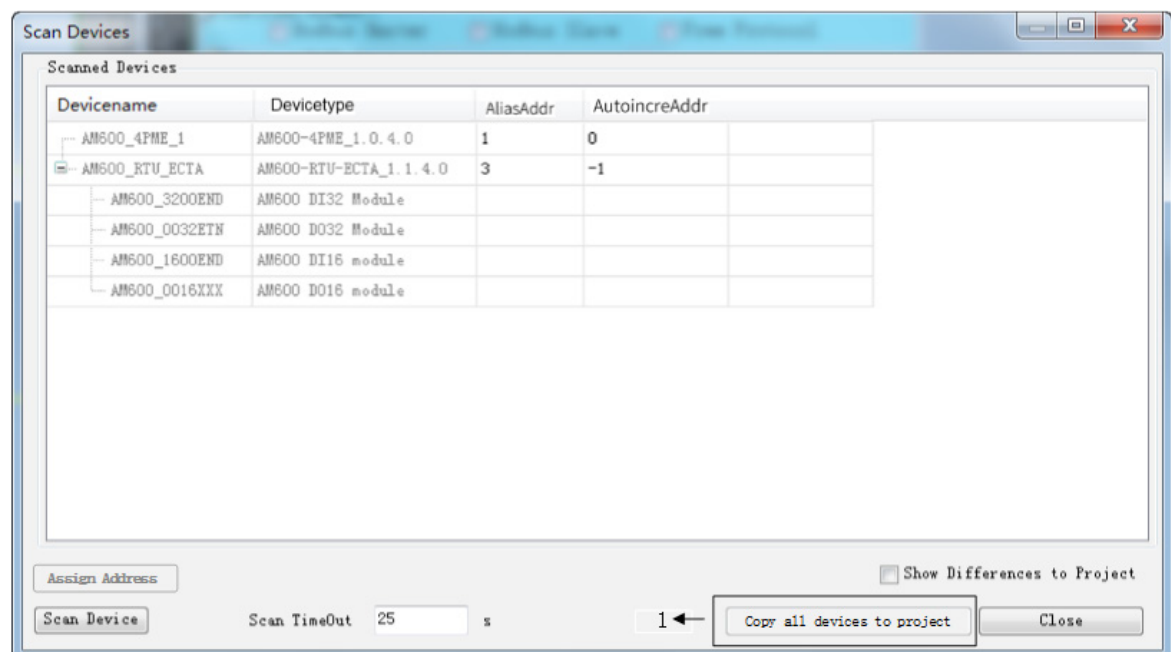 Scan Devices
Scanned Devices
Devicename Devicetype AliasAddr AutoincreAddr
AM600_4PME_1 AM600-4PME_1.0.4.0 1 0
AM600_RTU_ECTA AM600-RTU-ECTA_1.1.4.0 3 -1
AM600_3200END AM600 DI32 Module
AM600_0032ETN AM600 DO32 Module
AM600_1600END AM600 DI16 module
AM600_0016XXX AM600 DO16 module
Assign Address Show Differences to Project
Scan Device Scan TimeOut 25 s 1 Copy all devices to project Close